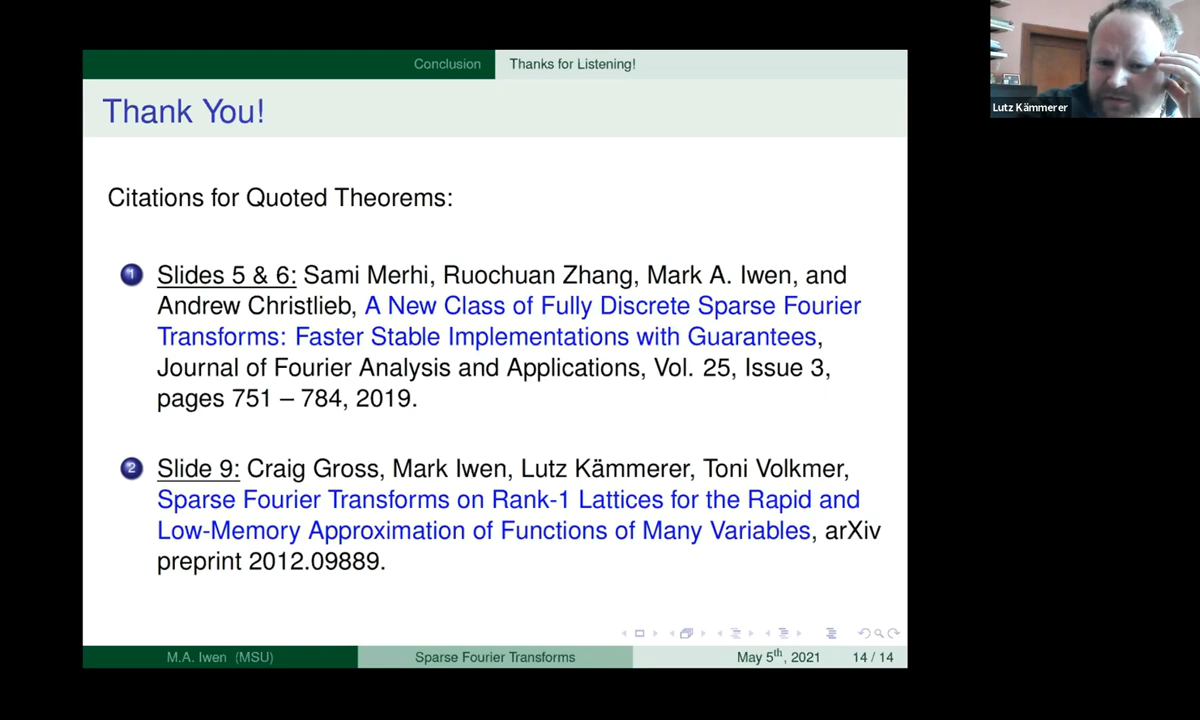 Conclusion Thanks for Listening!
Thank You!
Lutz Kämmerer
Citations for Quoted Theorems:
1 Slides 5 & 6: Sami Merhi, Ruochuan Zhang, Mark A. Iwen, and
Andrew Christlieb, A New Class of Fully Discrete Sparse Fourier
Transforms: Faster Stable Implementations with Guarantees,
Journal of Fourier Analysis and Applications, Vol. 25, Issue 3,
pages 751 – 784, 2019.
2 Slide 9: Craig Gross, Mark Iwen, Lutz Kämmerer, Toni Volkmer,
Sparse Fourier Transforms on Rank-1 Lattices for the Rapid and
Low-Memory Approximation of Functions of Many Variables, arXiv
preprint 2012.09889.
M.A. Iwen (MSU) Sparse Fourier Transforms May 5th, 2021 14 / 14